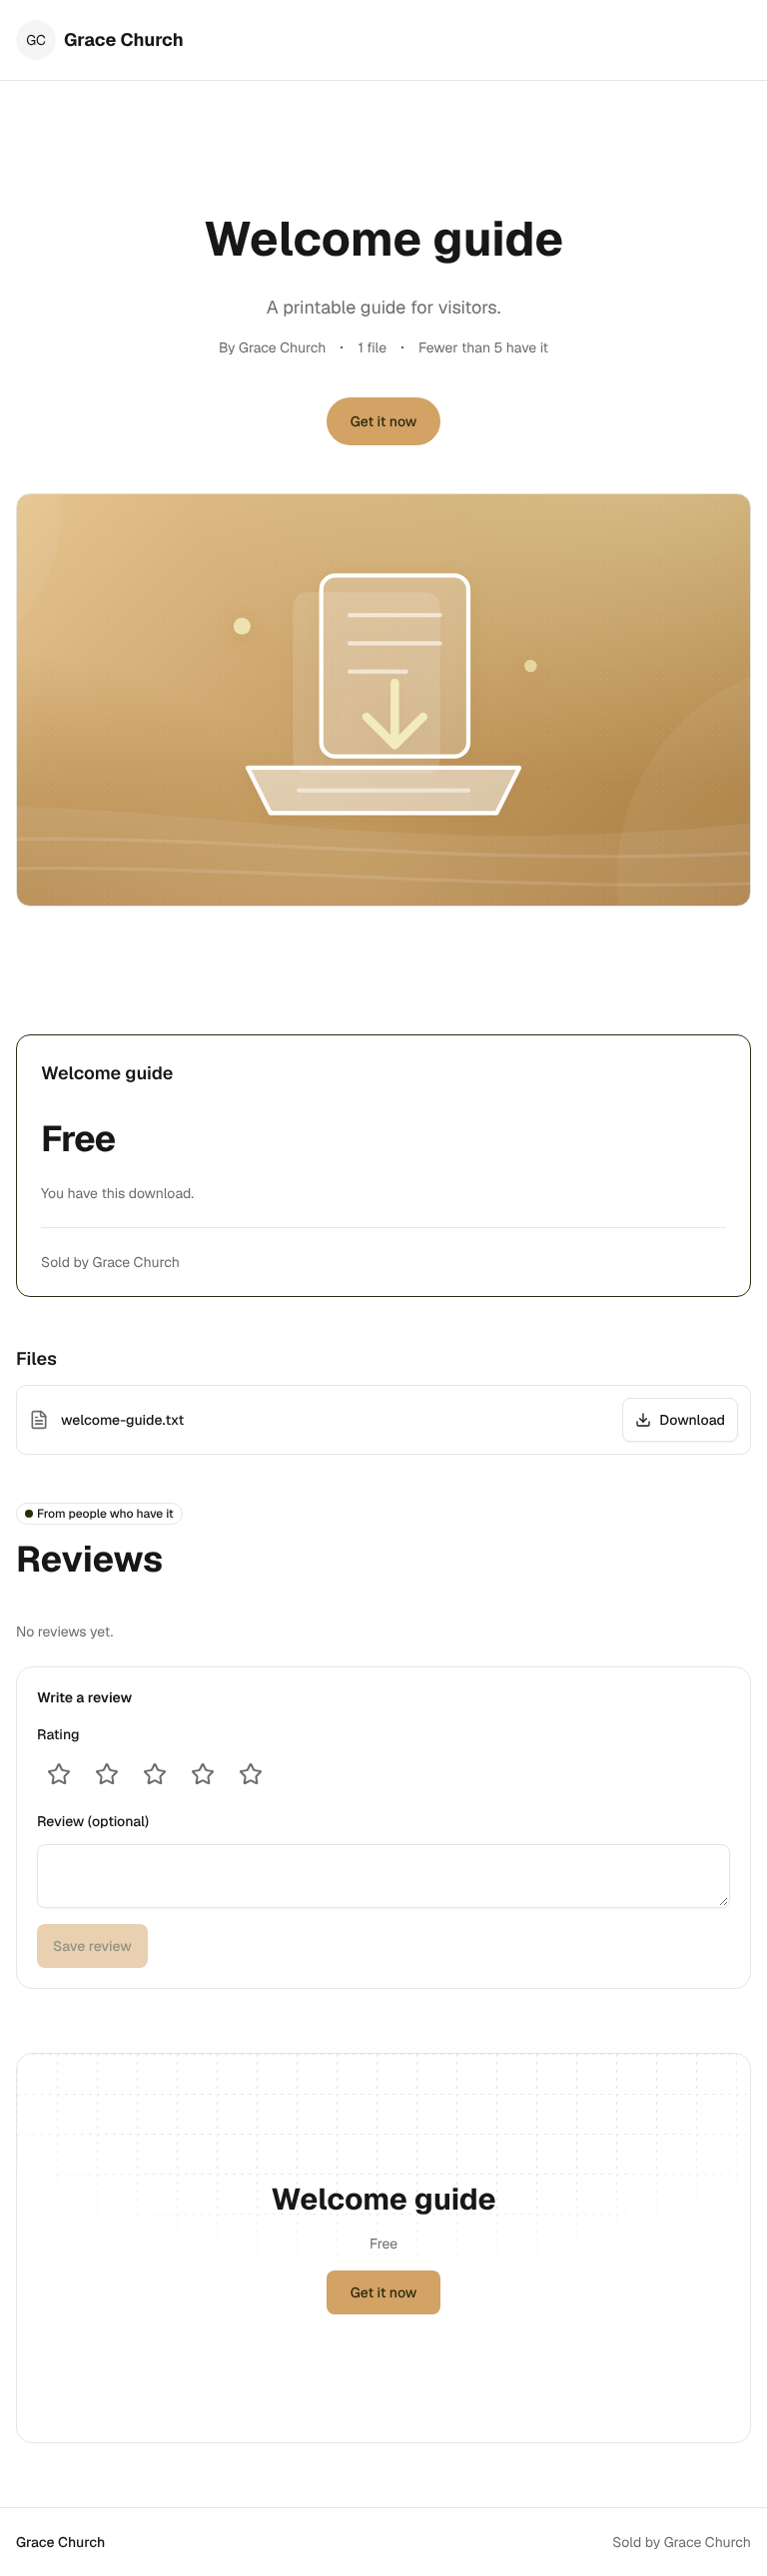 GC Grace Church
Welcome guide
A printable guide for visitors.
By Grace Church • 1 file • Fewer than 5 have it
Get it now
Welcome guide
Free
You have this download.
Sold by Grace Church
Files
welcome-guide.txt Download
From people who have it
Reviews
No reviews yet.
Write a review
Rating
Review (optional)
Save review
Welcome guide
Free
Get it now
Grace Church Sold by Grace Church